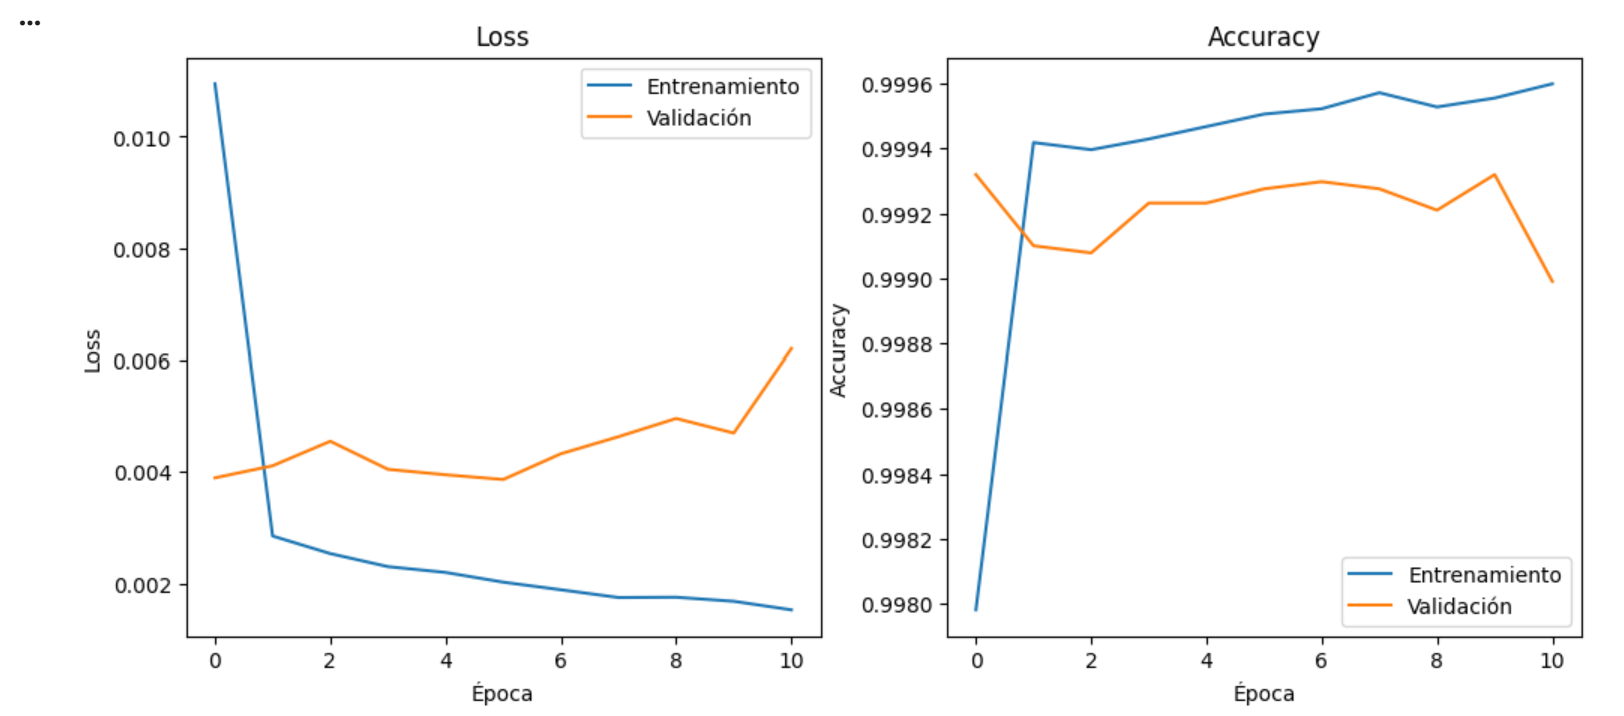 ...
Loss
Entrenamiento
Validación
0.010
0.008
0.006
0.004
0.002
Loss
0 2 4 6 8 10
Época
Accuracy
0.9996
0.9994
0.9992
0.9990
0.9988
0.9986
0.9984
0.9982
0.9980
Accuracy
Entrenamiento
Validación
0 2 4 6 8 10
Época